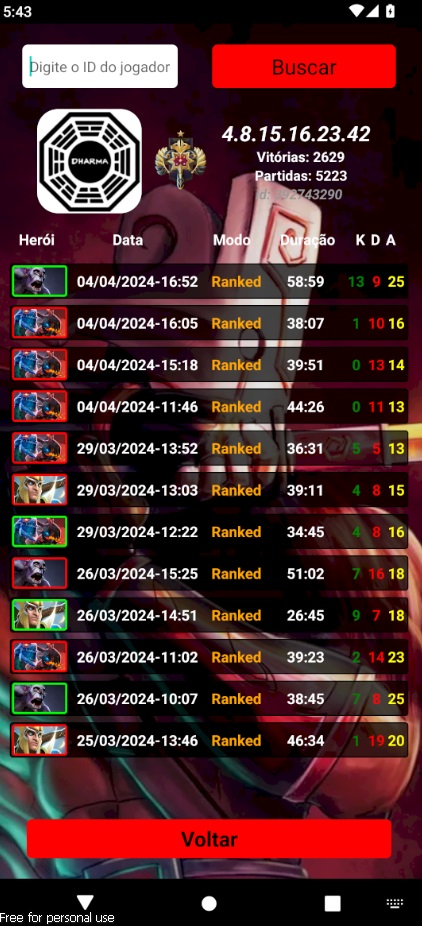 5:43
Digite o ID do jogador Buscar
DHARMA
4.8.15.16.23.42
Vitórias: 2629
Partidas: 5223
Herói Data Modo Duração K D A
04/04/2024-16:52 Ranked 58:59 13 9 25
04/04/2024-16:05 Ranked 38:07 1 10 16
04/04/2024-15:18 Ranked 39:51 0 13 14
04/04/2024-11:46 Ranked 44:26 0 11 13
29/03/2024-13:52 Ranked 36:31 5 5 13
29/03/2024-13:03 Ranked 39:11 4 8 15
29/03/2024-12:22 Ranked 34:45 4 8 16
26/03/2024-15:25 Ranked 51:02 7 16 18
26/03/2024-14:51 Ranked 26:45 9 7 18
26/03/2024-11:02 Ranked 39:23 2 14 23
26/03/2024-10:07 Ranked 38:45 7 8 25
25/03/2024-13:46 Ranked 46:34 1 19 20
Voltar
Free for personal use